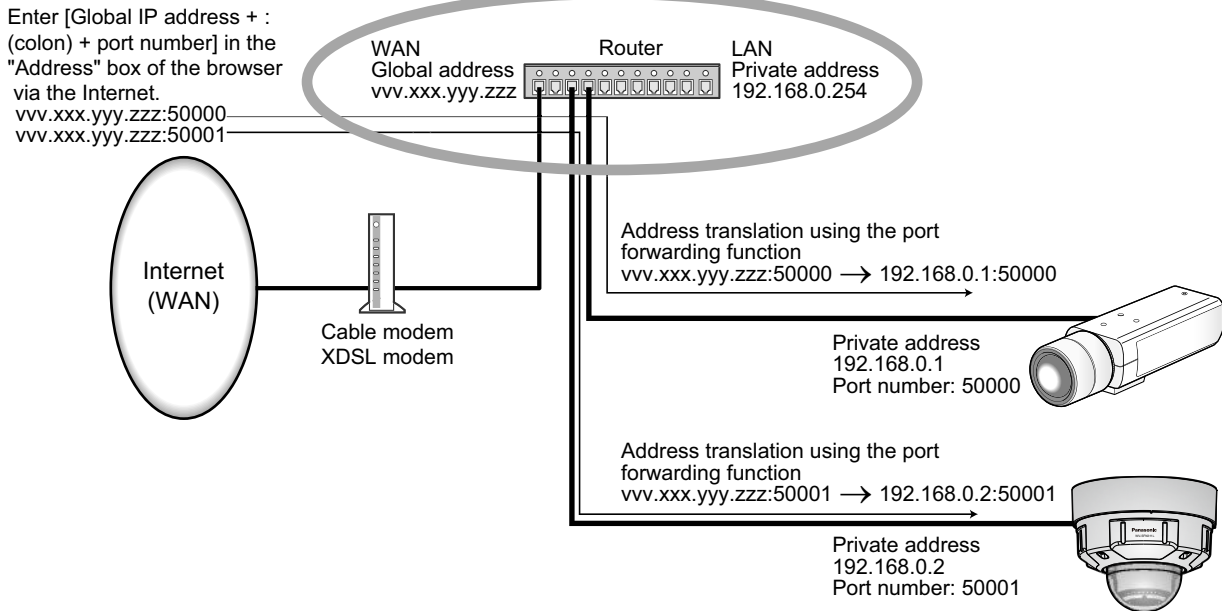 Enter [Global IP address + :
(colon) + port number] in the
"Address" box of the browser
via the Internet.
vvv.xxx.yyy.zzz:50000
vvv.xxx.yyy.zzz:50001
WAN
Global address
vvv.xxx.yyy.zzz
Router
LAN
Private address
192.168.0.254
Internet
(WAN)
Cable modem
XDSL modem
Address translation using the port
forwarding function
vvv.xxx.yyy.zzz:50000 → 192.168.0.1:50000
Private address
192.168.0.1
Port number: 50000
Address translation using the port
forwarding function
vvv.xxx.yyy.zzz:50001 → 192.168.0.2:50001
Panasonic
Private address
192.168.0.2
Port number: 50001